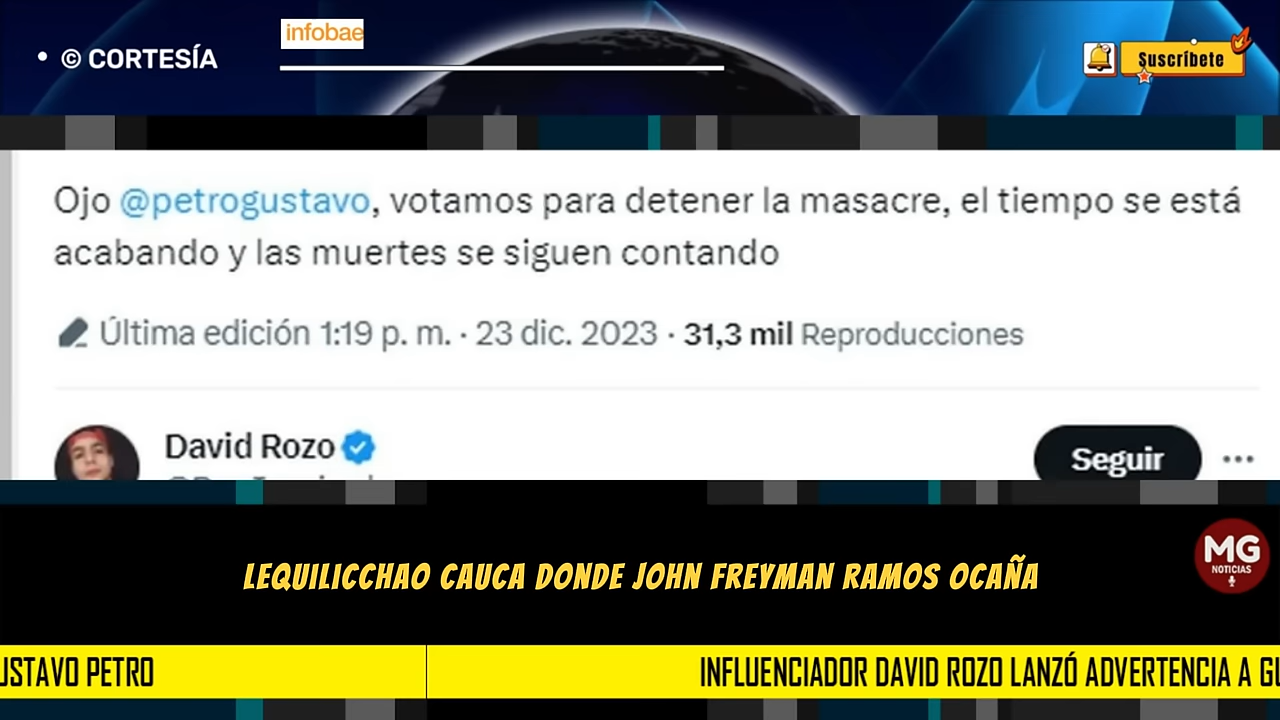 infobae
• © CORTESÍA
Suscríbete
Ojo @petrogustavo, votamos para detener la masacre, el tiempo se está
acabando y las muertes se siguen contando
Última edición 1:19 p. m. · 23 dic. 2023 · 31,3 mil Reproducciones
David Rozo
Seguir
LEQUILICCHAO CAUCA DONDE JOHN FREYMAN RAMOS OCAÑA
MG
NOTICIAS
USTAVO PETRO
INFLUENCIADOR DAVID ROZO LANZÓ ADVERTENCIA A GU